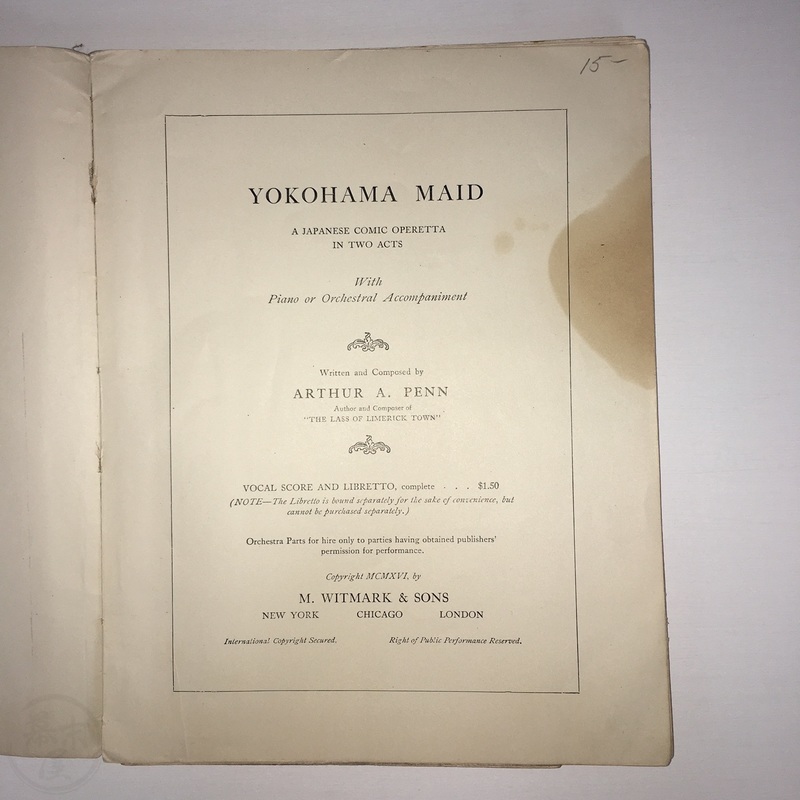 15-
YOKOHAMA MAID
A JAPANESE COMIC OPERETTA
IN TWO ACTS
With
Piano or Orchestral Accompaniment
Written and Composed by
ARTHUR A. PENN
Author and Composer of
"THE LASS OF LIMERICK TOWN"
VOCAL SCORE AND LIBRETTO, complete . . . $1.50
(NOTE—The Libretto is bound separately for the sake of convenience, but
cannot be purchased separately.)
Orchestra Parts for hire only to parties having obtained publishers'
permission for performance.
Copyright MCMXVI, by
M. WITMARK & SONS
NEW YORK CHICAGO LONDON
International Copyright Secured. Right of Public Performance Reserved.